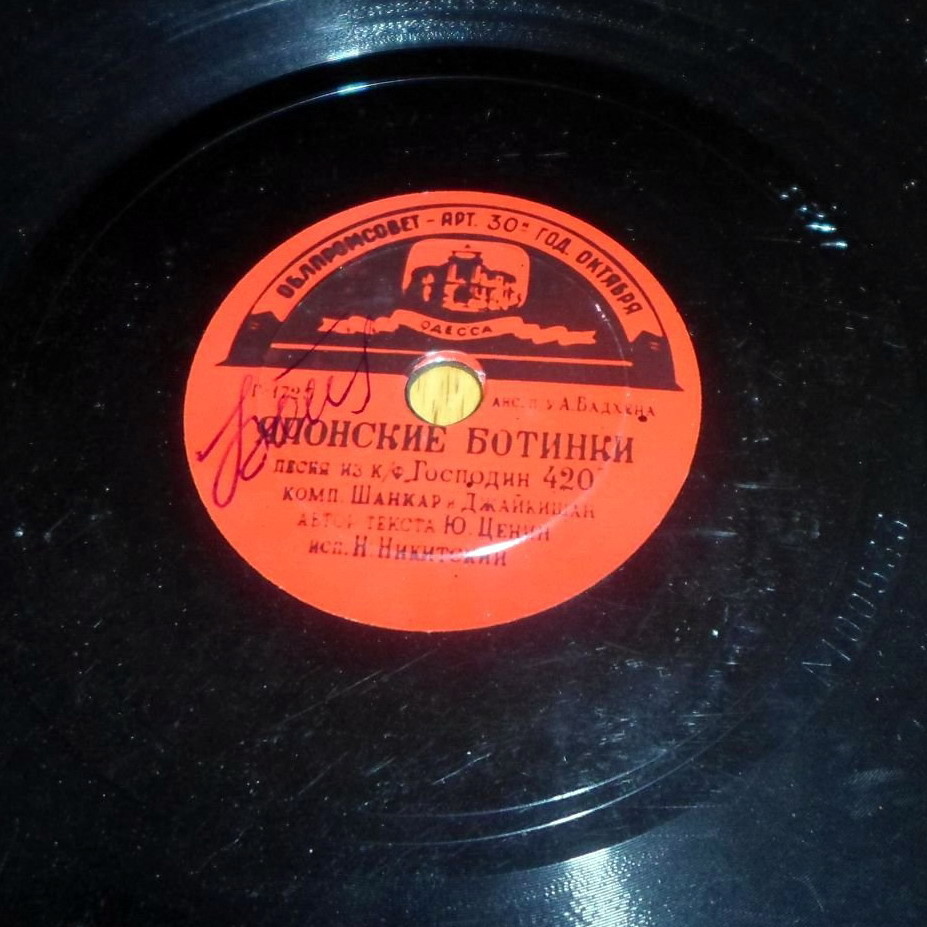 ОБЛПРОМСОВЕТ - АРТ. 30Й ГОД. ОКТЯБРЯ
ОДЕССА
анс. п/у А. Бадхена
ЯПОНСКИЕ БОТИНКИ
песня из к/ф „Господин 420"
комп. Шанкар и Джайкишан
автор текста Ю. Цейтлин
исп. Н. Никитский